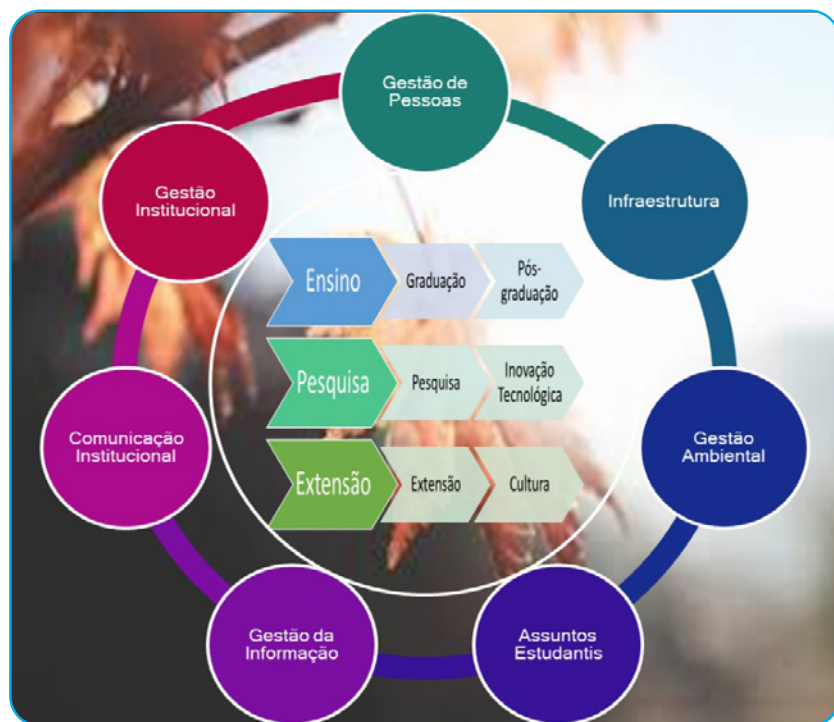 Gestão de
Pessoas
Gestão
Institucional
Infraestrutura
Ensino
Graduação
Pós-
graduação
Pesquisa
Pesquisa
Inovação
Tecnológica
Comunicação
Institucional
Gestão
Ambiental
Extensão
Extensão
Cultura
Gestão da
Informação
Assuntos
Estudantis